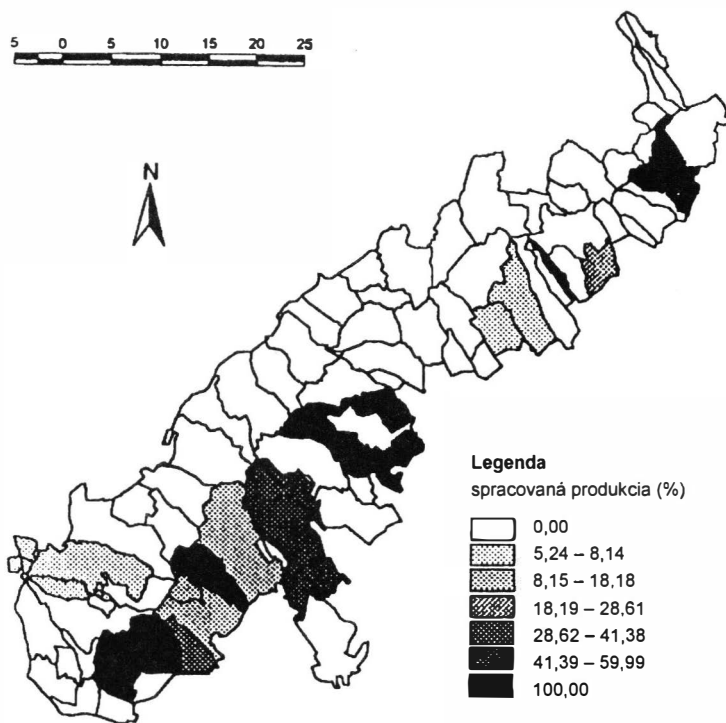 5 0 5 10 15 20 25
N
Legenda
spracovaná produkcia (%)
0,00
5,24 – 8,14
8,15 – 18,18
18,19 – 28,61
28,62 – 41,38
41,39 – 59,99
100,00